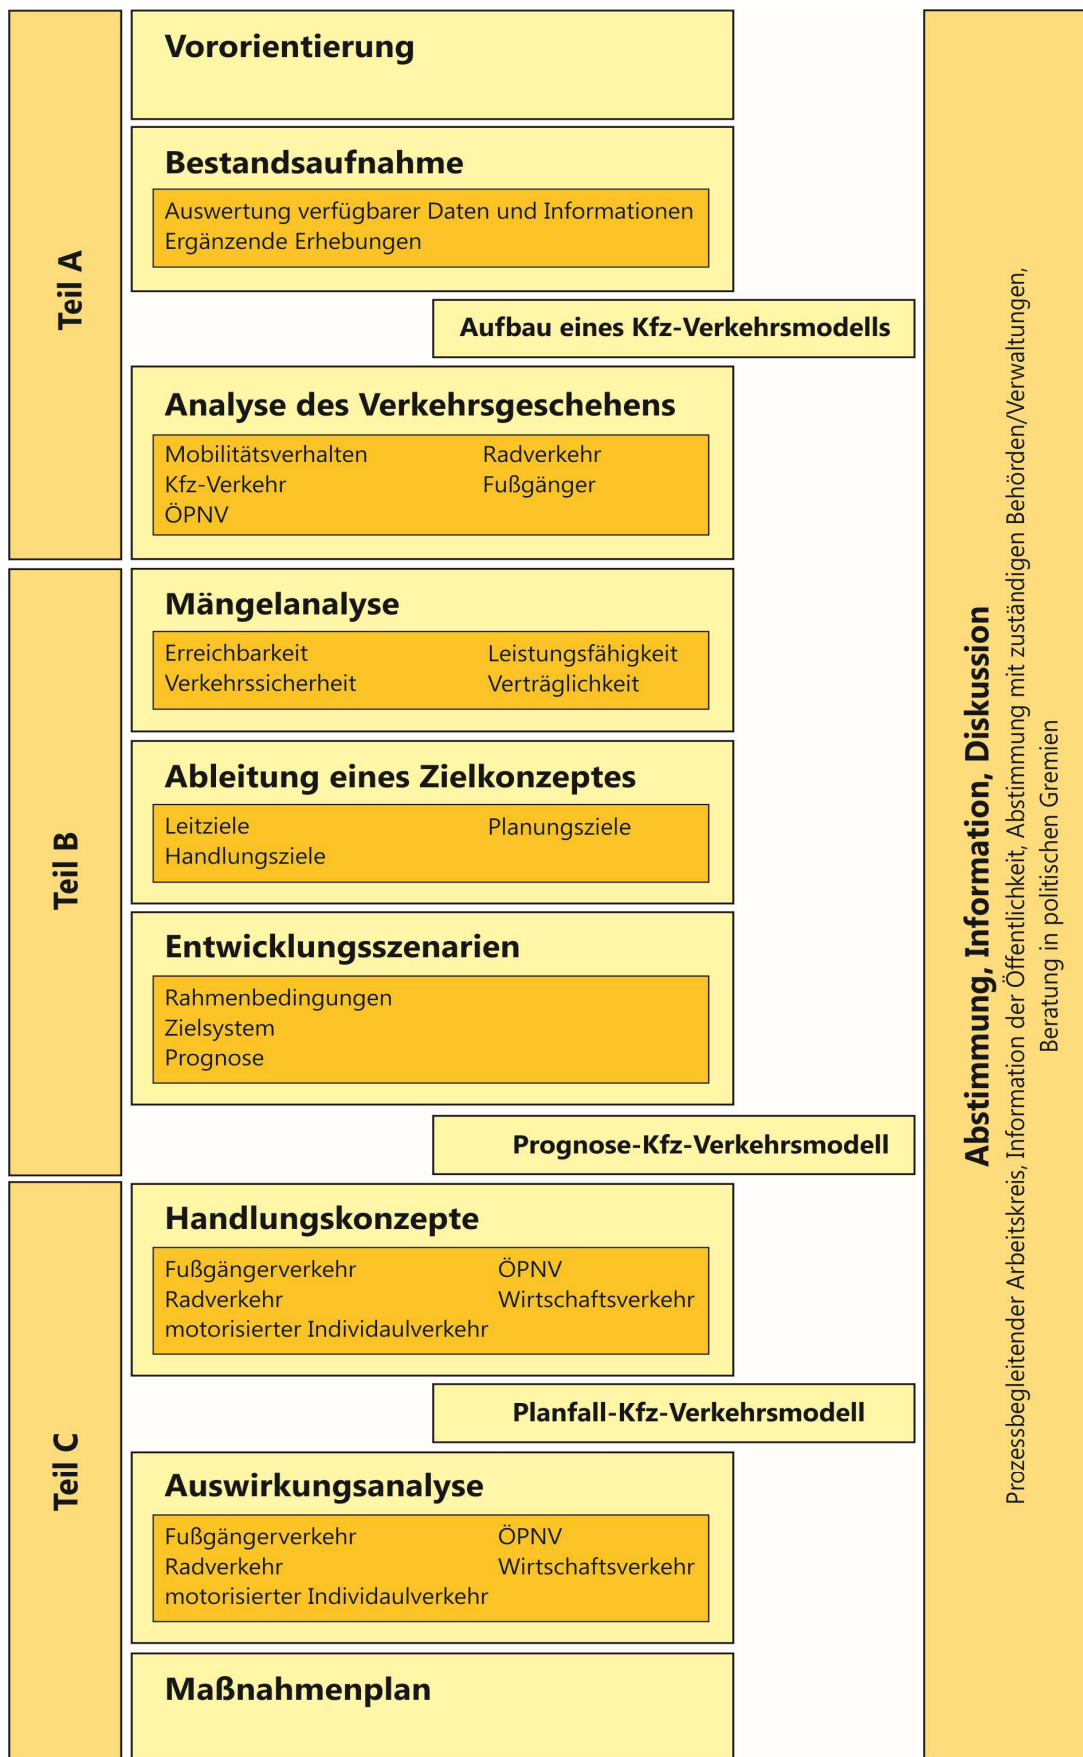 Teil A
Vororientierung
Bestandsaufnahme
Auswertung verfügbarer Daten und Informationen
Ergänzende Erhebungen
Aufbau eines Kfz-Verkehrsmodells
Analyse des Verkehrsgeschehens
Mobilitätsverhalten
Kfz-Verkehr
ÖPNV
Radverkehr
Fußgänger
Teil B
Mängelanalyse
Erreichbarkeit
Verkehrssicherheit
Leistungsfähigkeit
Verträglichkeit
Ableitung eines Zielkonzeptes
Leitziele
Handlungsziele
Planungsziele
Entwicklungsszenarien
Rahmenbedingungen
Zielsystem
Prognose
Prognose-Kfz-Verkehrsmodell
Teil C
Handlungskonzepte
Fußgängerverkehr
Radverkehr
motorisierter Individaulverkehr
ÖPNV
Wirtschaftsverkehr
Planfall-Kfz-Verkehrsmodell
Auswirkungsanalyse
Fußgängerverkehr
Radverkehr
motorisierter Individaulverkehr
ÖPNV
Wirtschaftsverkehr
Maßnahmenplan
Abstimmung, Information, Diskussion
Prozessbegleitender Arbeitskreis, Information der Öffentlichkeit, Abstimmung mit zuständigen Behörden/Verwaltungen,
Beratung in politischen Gremien